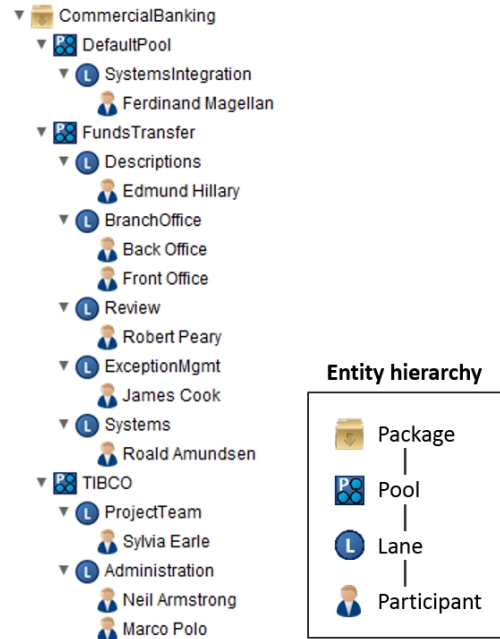 CommercialBanking
DefaultPool
SystemsIntegration
Ferdinand Magellan
FundsTransfer
Descriptions
Edmund Hillary
BranchOffice
Back Office
Front Office
Review
Robert Peary
ExceptionMgmt
James Cook
Systems
Roald Amundsen
TIBCO
ProjectTeam
Sylvia Earle
Administration
Neil Armstrong
Marco Polo
Entity hierarchy
Package
P Pool
L Lane
Participant